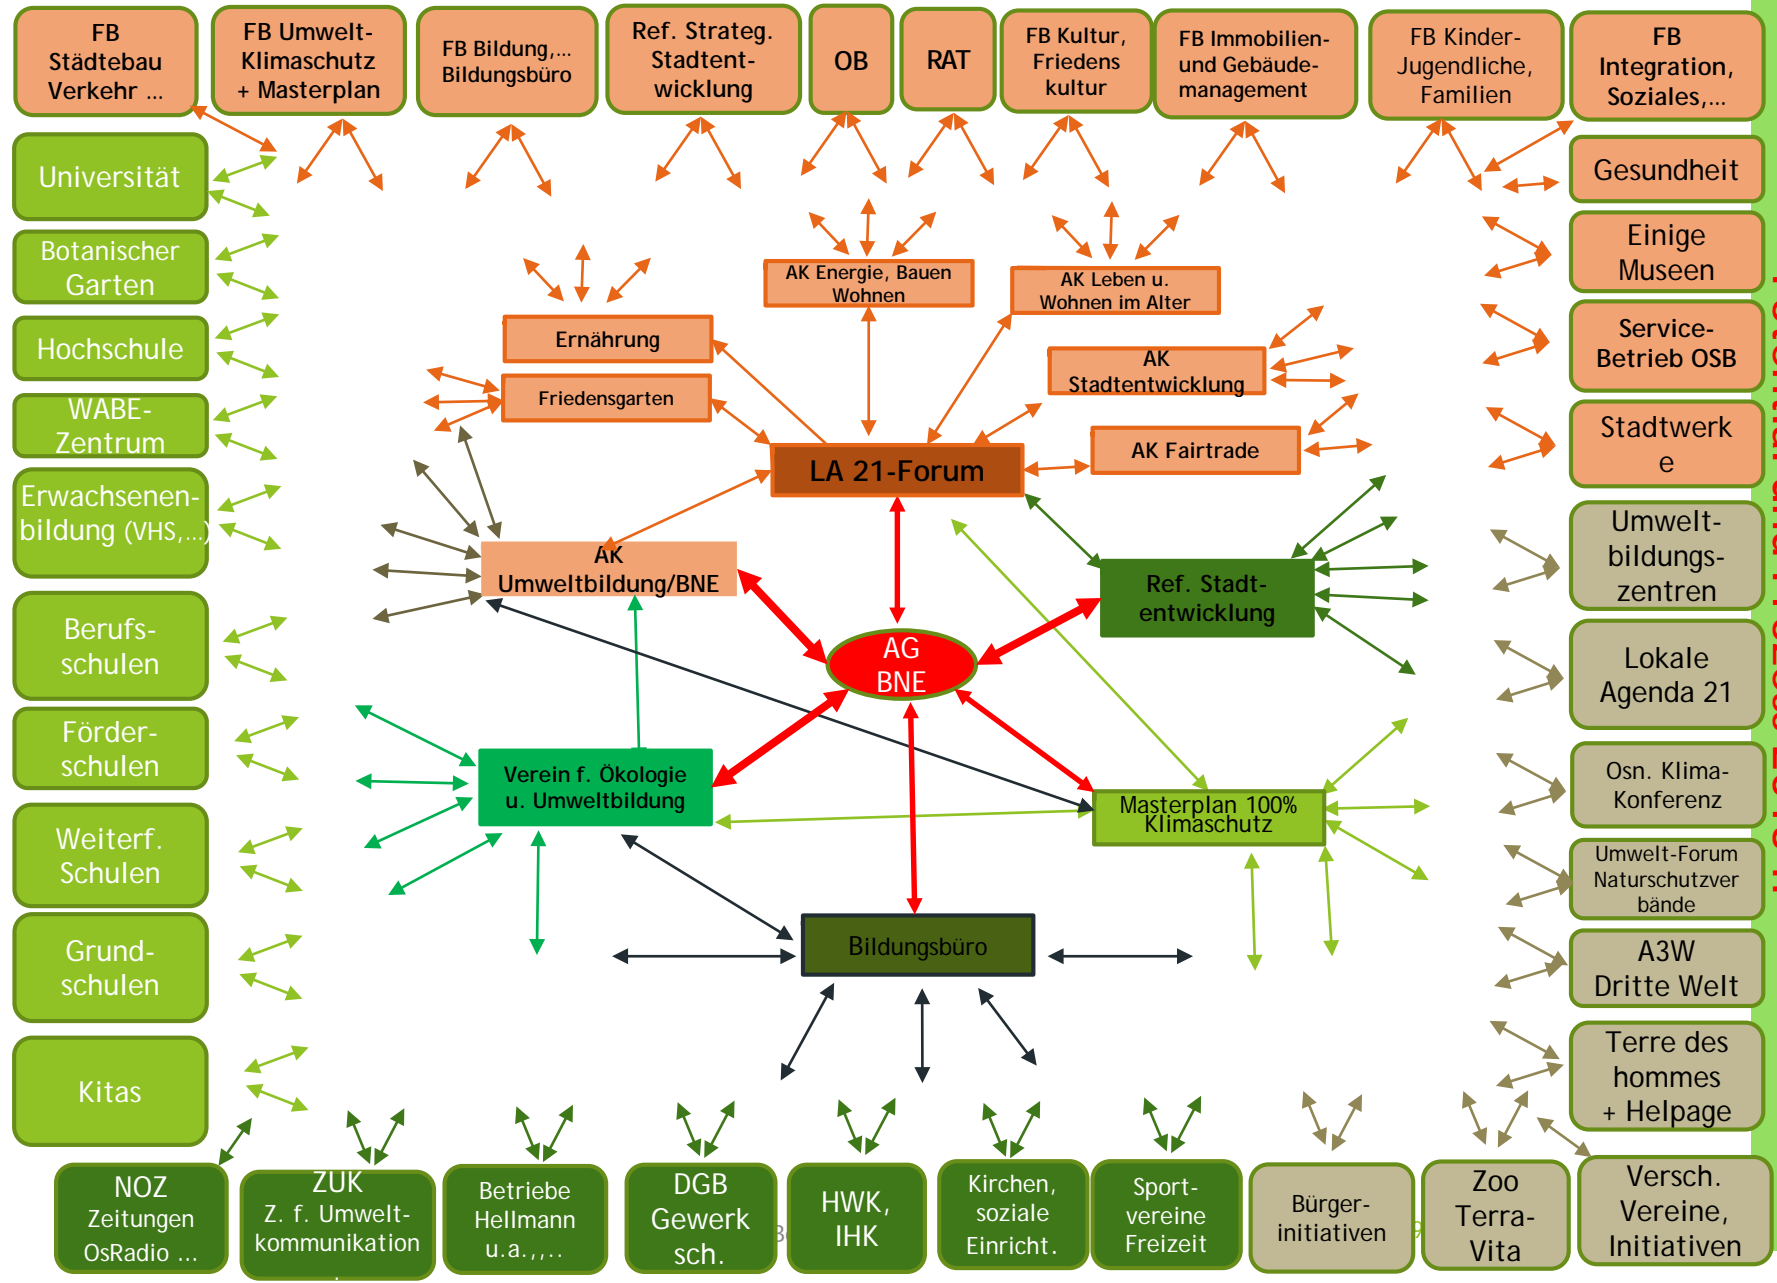 FB
Städtebau
Verkehr ...
FB Umwelt-
Klimaschutz
+ Masterplan
FB Bildung,...
Bildungsbüro
Ref. Strateg.
Stadtent-
wicklung
OB
RAT
FB Kultur,
Friedens
kultur
FB Immobilien-
und Gebäude-
management
FB Kinder-
Jugendliche,
Familien
FB
Integration,
Soziales,...
Universität
Botanischer
Garten
Hochschule
WABE-
Zentrum
Erwachsenen-
bildung (VHS,...)
Berufs-
schulen
Förder-
schulen
Weiterf.
Schulen
Grund-
schulen
Kitas
AK Energie, Bauen
Wohnen
AK Leben u.
Wohnen im Alter
Ernährung
Friedensgarten
AK
Stadtentwicklung
AK Fairtrade
LA 21-Forum
AK
Umweltbildung/BNE
Ref. Stadt-
entwicklung
AG
BNE
Verein f. Ökologie
u. Umweltbildung
Masterplan 100%
Klimaschutz
Bildungsbüro
Gesundheit
Einige
Museen
Service-
Betrieb OSB
Stadtwerk
e
Umwelt-
bildungs-
zentren
Lokale
Agenda 21
Osn. Klima-
Konferenz
Umwelt-Forum
Naturschutzver
bände
A3W
Dritte Welt
Terre des
hommes
+ Helpage
NOZ
Zeitungen
OsRadio ...
ZUK
Z. f. Umwelt-
kommunikation
Betriebe
Hellmann
u.a.,,..
DGB
Gewerk
sch.
HWK,
IHK
Kirchen,
soziale
Einricht.
Sport-
vereine
Freizeit
Bürger-
initiativen
Zoo
Terra-
Vita
Versch.
Vereine,
Initiativen